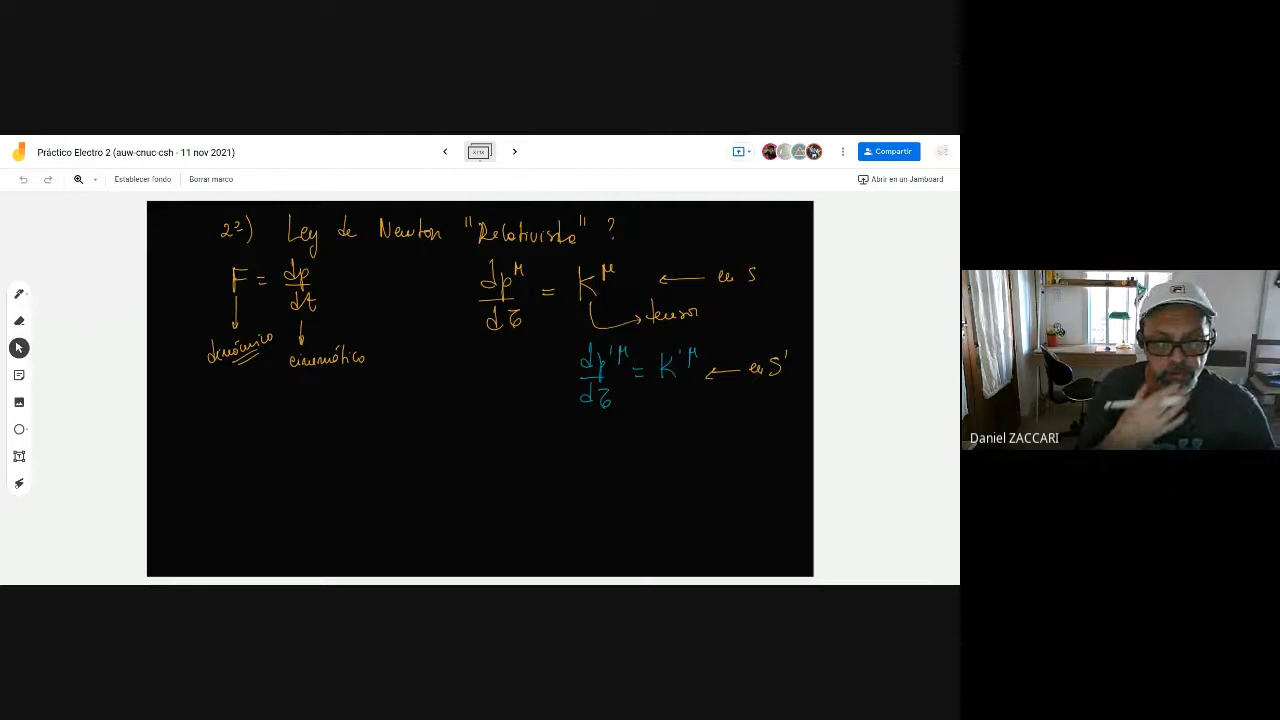 Práctico Electro 2 (auw-cnuc-csh - 11 nov 2021)
Compartir
Establecer fondo
Borrar marco
Abrir en un Jamboard
2ª) Ley de Newton "Relativista" ?
F = dp/dt
dinámico
cinemático
dp^μ/dτ = K^μ ← en S
tensor
dp'^μ/dτ = K'^μ ← en S'
Daniel ZACCARI